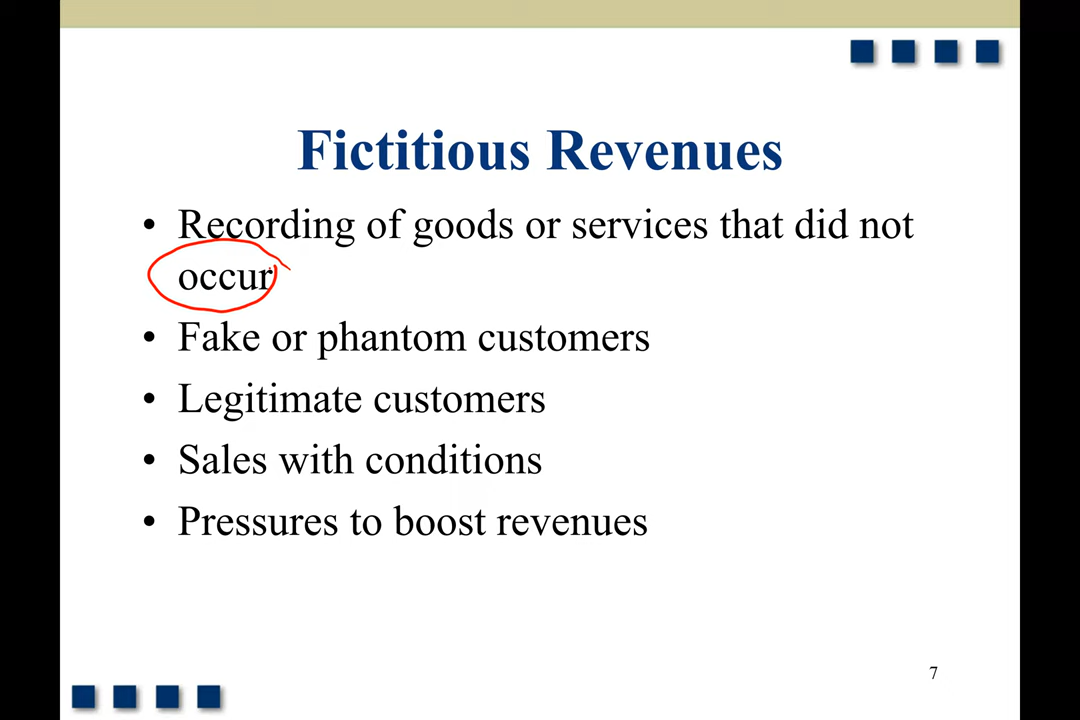 Fictitious Revenues
• Recording of goods or services that did not
occur
• Fake or phantom customers
• Legitimate customers
• Sales with conditions
• Pressures to boost revenues
7